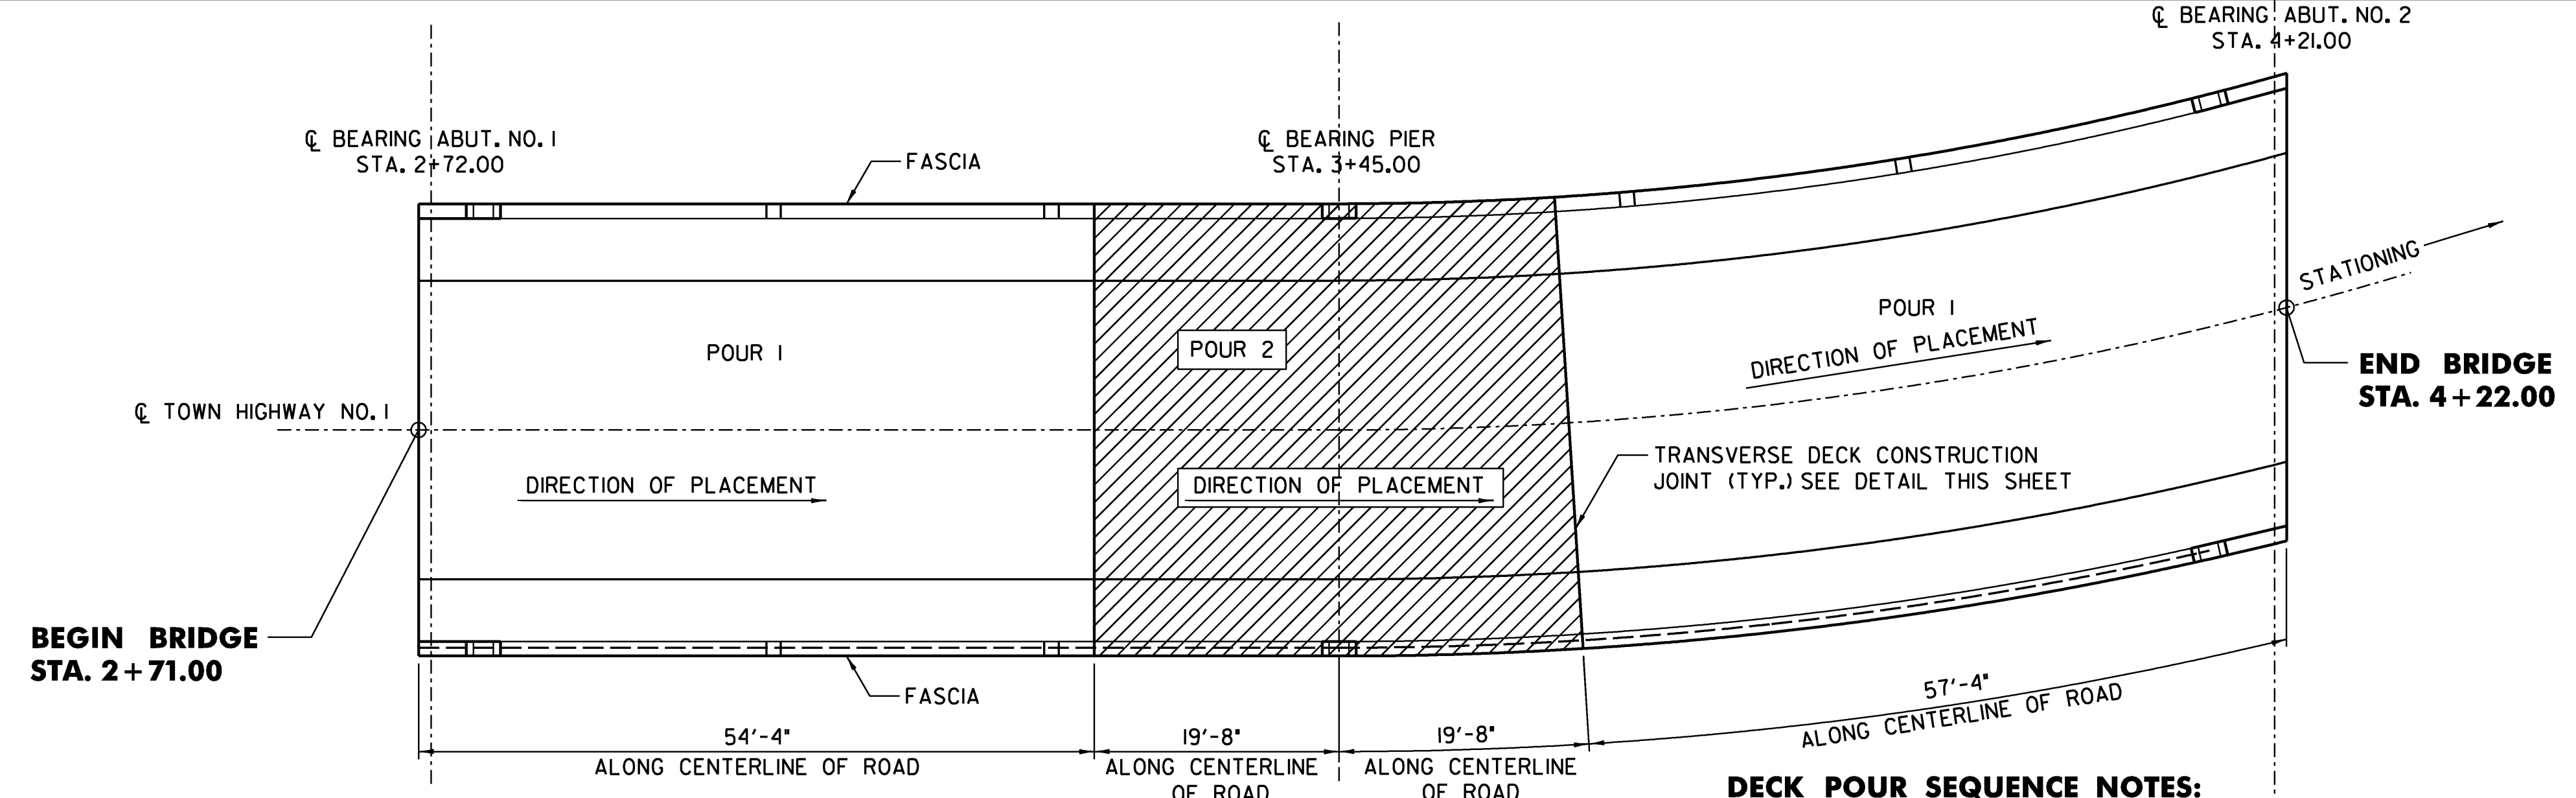 ℄ BEARING ABUT. NO. 2
STA. 4+21.00
℄ BEARING ABUT. NO. 1
STA. 2+72.00
FASCIA
℄ BEARING PIER
STA. 3+45.00
STATIONING
POUR 1
POUR 2
POUR 1
DIRECTION OF PLACEMENT
END BRIDGE
STA. 4+22.00
℄ TOWN HIGHWAY NO. 1
DIRECTION OF PLACEMENT
DIRECTION OF PLACEMENT
TRANSVERSE DECK CONSTRUCTION
JOINT (TYP.) SEE DETAIL THIS SHEET
BEGIN BRIDGE
STA. 2+71.00
FASCIA
54'-4"
ALONG CENTERLINE OF ROAD
19'-8"
ALONG CENTERLINE
OF ROAD
19'-8"
ALONG CENTERLINE
OF ROAD
57'-4"
ALONG CENTERLINE OF ROAD
DECK POUR SEQUENCE NOTES: